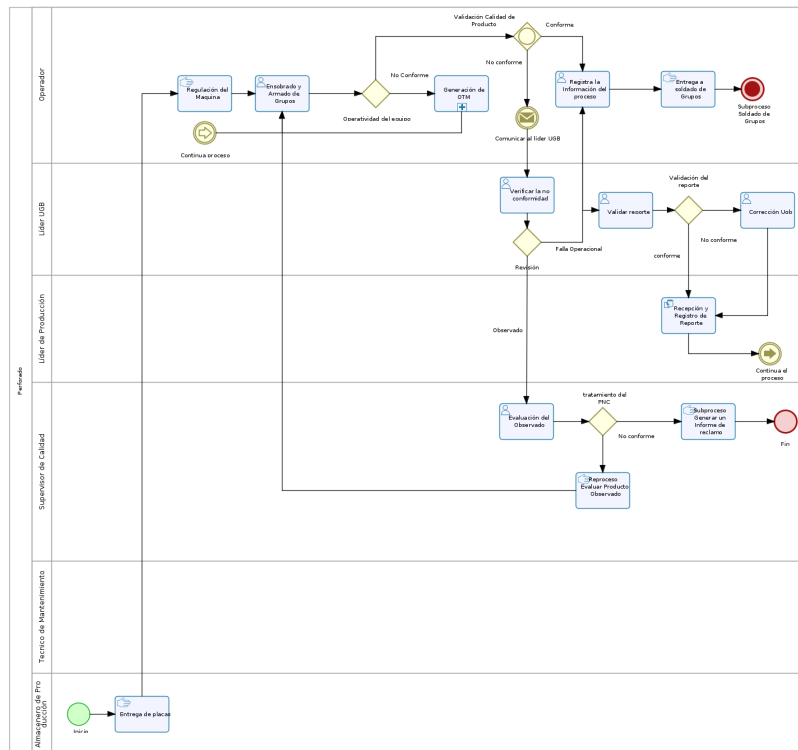 Perforado
Operador
Validación Calidad de
Producto
Conforme
No conforme
Regulación del
Maquina
Ensobrado y
Armado de
Grupos
No Conforme
Operatividad del equipo
Generación de
OTM
Continua proceso
Comunicar al líder UGB
Registra la
Información del
proceso
Entrega a
soldado de
Grupos
Subproceso
Soldado de
Grupos
Líder UGB
Verificar la no
conformidad
Revisión
Falla Operacional
Validar reporte
Validación del
reporte
No conforme
conforme
Corrección Ugb
Líder de Producción
Observado
Recepción y
Registro de
Reporte
Continua el
proceso
Supervisor de Calidad
Evaluación del
Observado
tratamiento del
PNC
No conforme
Subproceso
Generar un
Informe de
reclamo
Fin
Reproceso
Evaluar Producto
Observado
Tecnico de Mantenimiento
Almacenero de Pro
ducción
Inicio
Entrega de placas